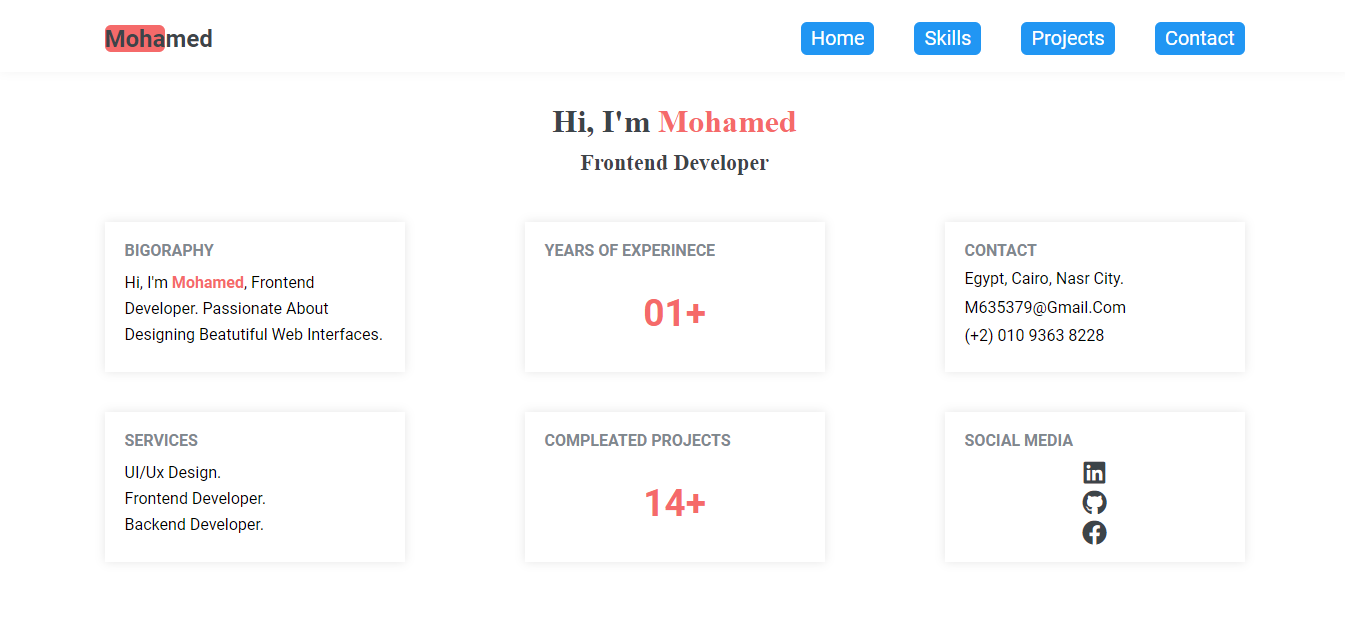 Mohamed
Home
Skills
Projects
Contact
Hi, I'm Mohamed
Frontend Developer
BIGORAPHY
Hi, I'm Mohamed, Frontend
Developer. Passionate About
Designing Beatutiful Web Interfaces.
YEARS OF EXPERINECE
01+
CONTACT
Egypt, Cairo, Nasr City.
M635379@Gmail.Com
(+2) 010 9363 8228
SERVICES
UI/Ux Design.
Frontend Developer.
Backend Developer.
COMPLEATED PROJECTS
14+
SOCIAL MEDIA